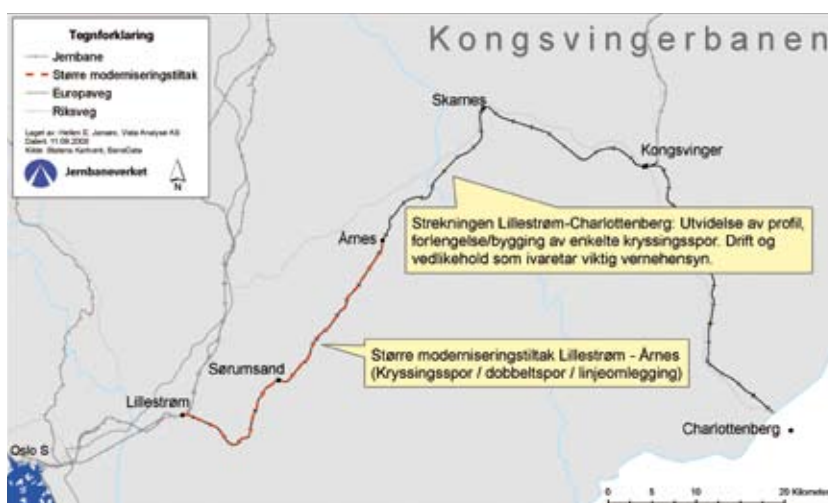 Tegnforklaring
Jernbane
Større moderniseringstiltak
Europaveg
Riksveg
Jernbaneverket
N
Kongsvingerbanen
Skarnes
Kongsvinger
Strekningen Lillestrøm-Charlottenberg: Utvidelse av profil,
forlengelse/bygging av enkelte kryssingsspor. Drift og
vedlikehold som ivaretar viktig vernehensyn.
Årnes
Større moderniseringstiltak Lillestrøm - Årnes
(Kryssingsspor / dobbeltspor / linjeomlegging)
Sørumsand
Lillestrøm
Charlottenberg
Oslo S
0 5 10 20 Kilometer